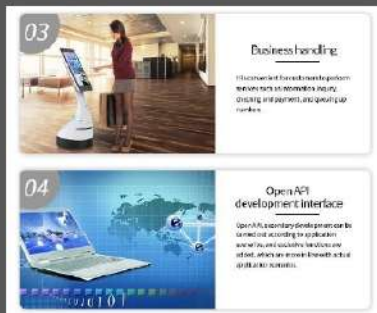 03
Business handling
It is convenient for customers to perform
services such as information inquiry,
checking and payment, and queuing up
numbers.
04
Open API
development interface
Open API, secondary development can be
carried out according to application
scenarios, and exclusive functions are
added, which are more in line with actual
application scenarios.